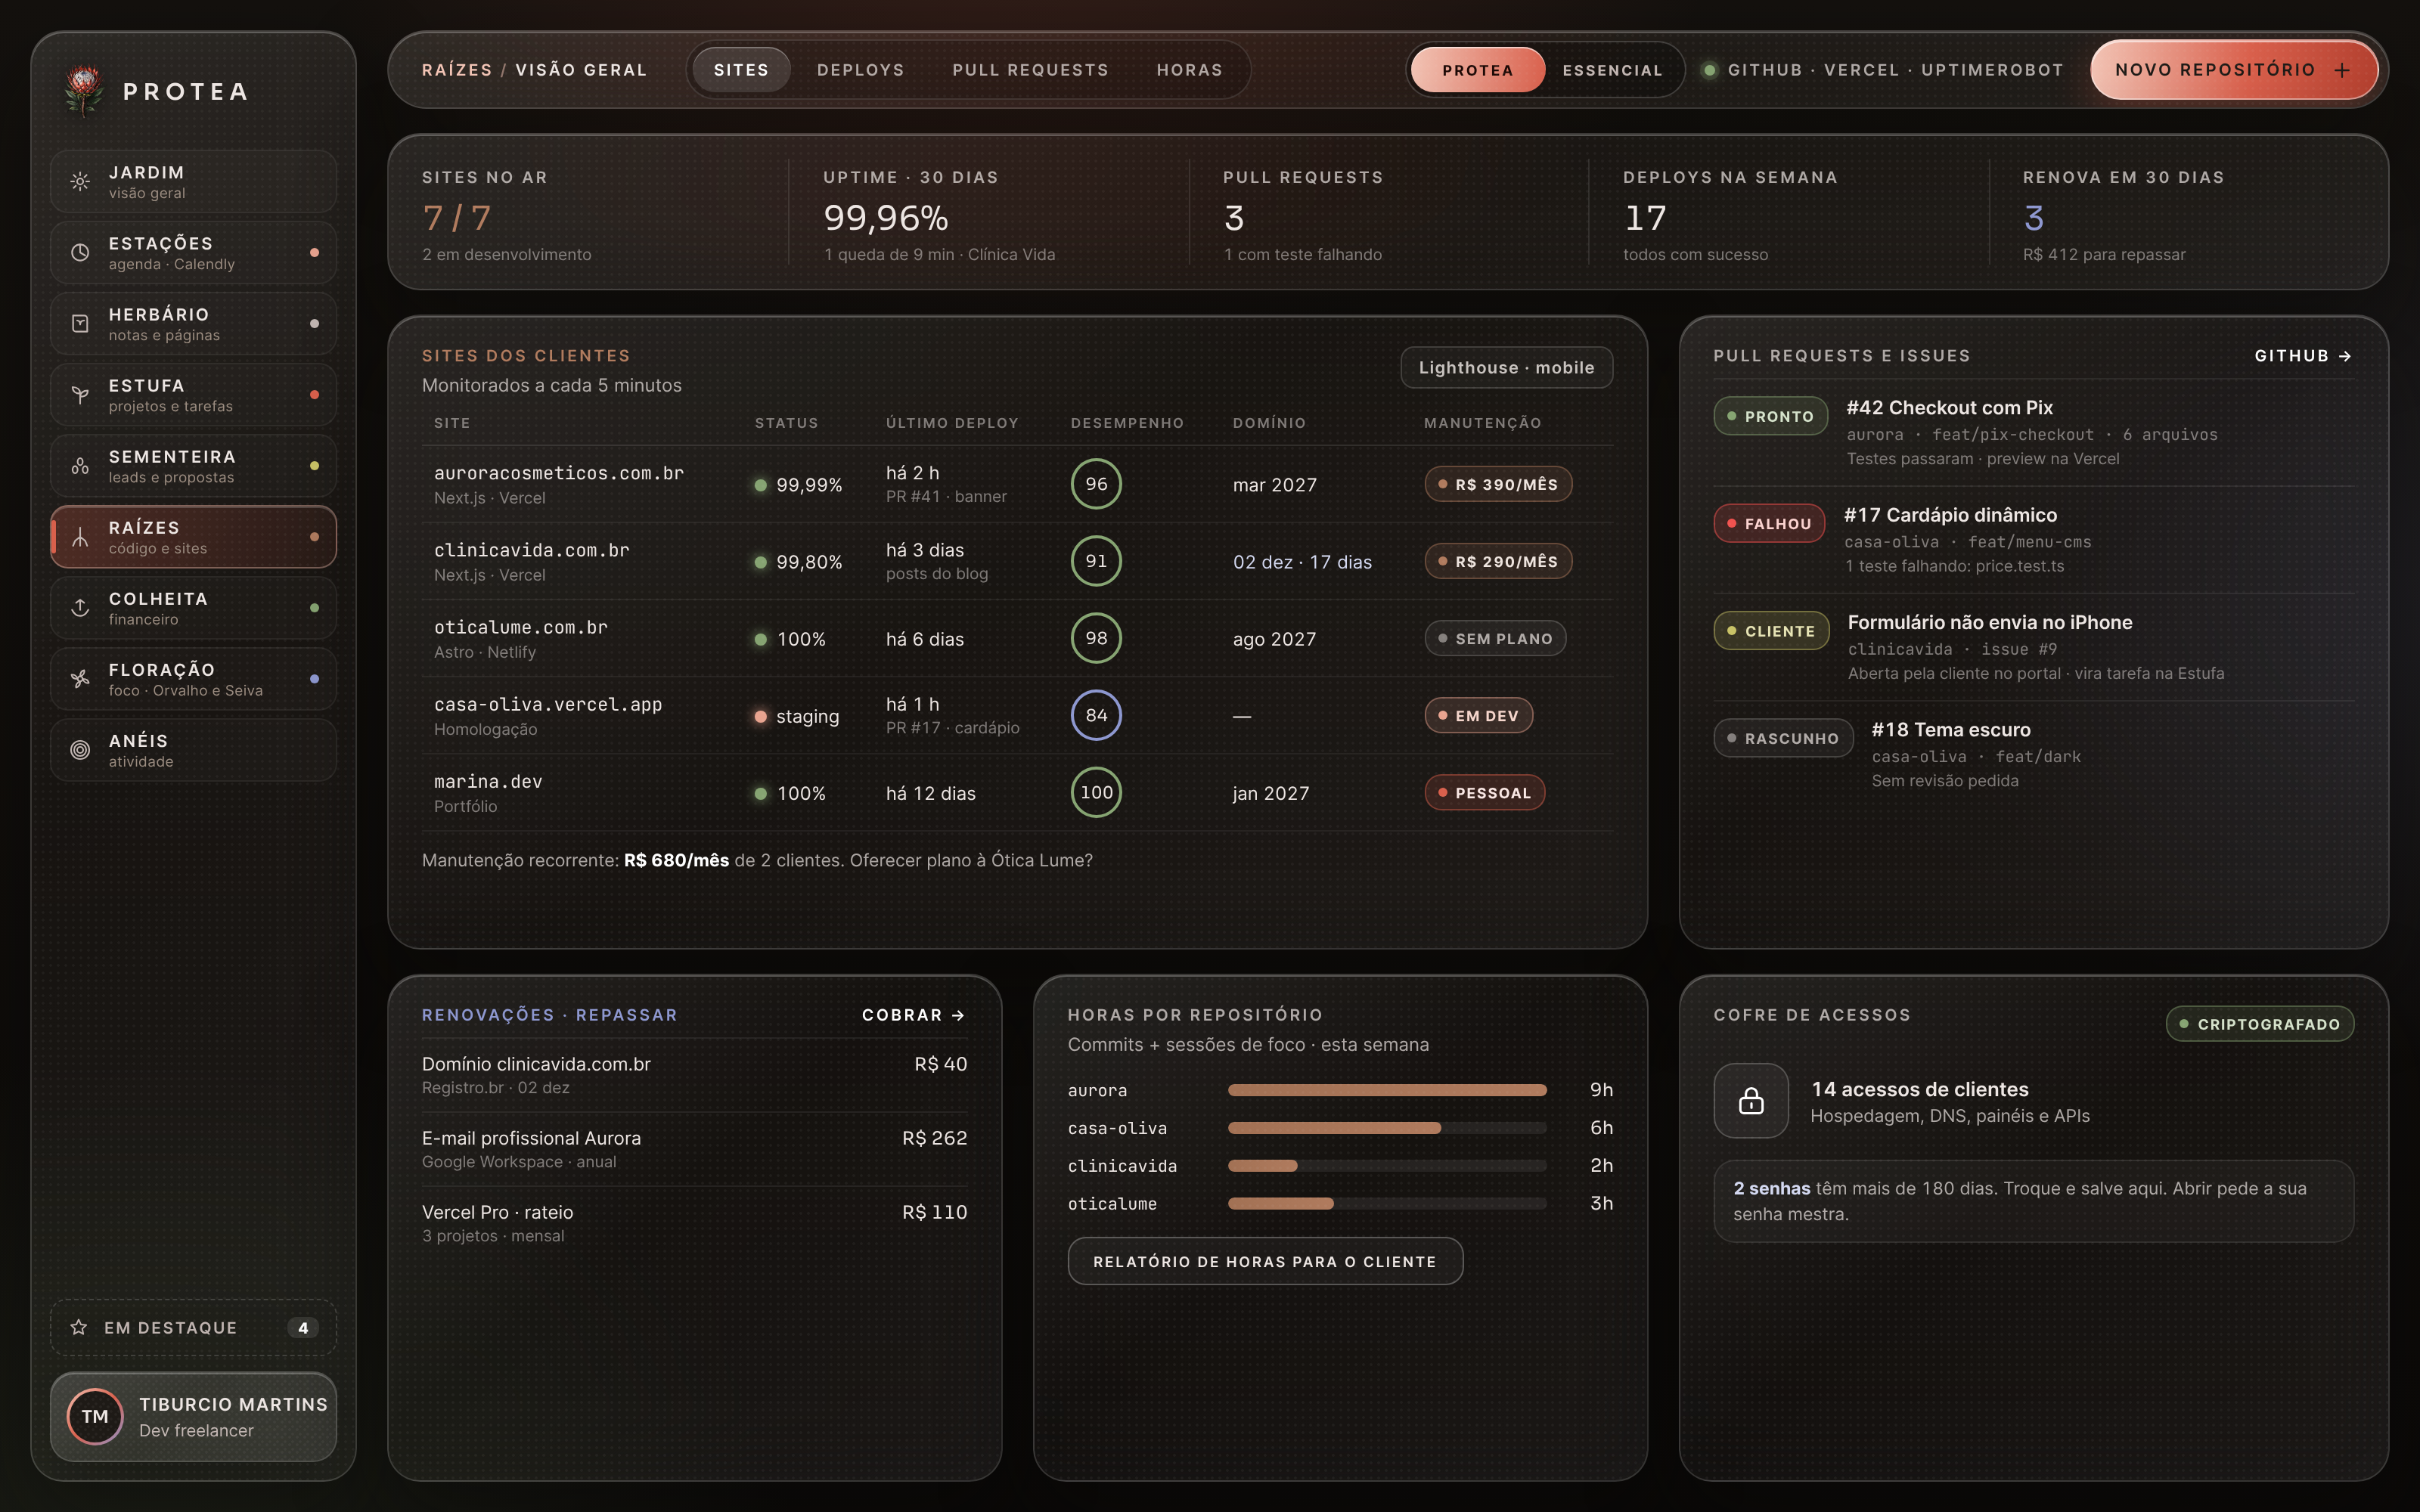 PROTEA
JARDIM
visão geral
ESTAÇÕES
agenda · Calendly
HERBÁRIO
notas e páginas
ESTUFA
projetos e tarefas
SEMENTEIRA
leads e propostas
RAÍZES
código e sites
COLHEITA
financeiro
FLORAÇÃO
foco · Orvalho e Seiva
ANÉIS
atividade
EM DESTAQUE 4
TM
TIBURCIO MARTINS
Dev freelancer
RAÍZES / VISÃO GERAL SITES DEPLOYS PULL REQUESTS HORAS PROTEA ESSENCIAL GITHUB · VERCEL · UPTIMEROBOT NOVO REPOSITÓRIO +
SITES NO AR
7/7
2 em desenvolvimento
UPTIME · 30 DIAS
99,96%
1 queda de 9 min · Clínica Vida
PULL REQUESTS
3
1 com teste falhando
DEPLOYS NA SEMANA
17
todos com sucesso
RENOVA EM 30 DIAS
3
R$ 412 para repassar
SITES DOS CLIENTES
Monitorados a cada 5 minutos
Lighthouse · mobile
SITE STATUS ÚLTIMO DEPLOY DESEMPENHO DOMÍNIO MANUTENÇÃO
auroracosmeticos.com.br 99,99% há 2 h 96 mar 2027 R$ 390/MÊS
Next.js · Vercel PR #41 · banner
clinicavida.com.br 99,80% há 3 dias 91 02 dez · 17 dias R$ 290/MÊS
Next.js · Vercel posts do blog
oticalume.com.br 100% há 6 dias 98 ago 2027 SEM PLANO
Astro · Netlify
casa-oliva.vercel.app staging há 1 h 84 — EM DEV
Homologação PR #17 · cardápio
marina.dev 100% há 12 dias 100 jan 2027 PESSOAL
Portfólio
Manutenção recorrente: R$ 680/mês de 2 clientes. Oferecer plano à Ótica Lume?
PULL REQUESTS E ISSUES GITHUB →
PRONTO #42 Checkout com Pix
aurora · feat/pix-checkout · 6 arquivos
Testes passaram · preview na Vercel
FALHOU #17 Cardápio dinâmico
casa-oliva · feat/menu-cms
1 teste falhando: price.test.ts
CLIENTE Formulário não envia no iPhone
clinicavida · issue #9
Aberta pela cliente no portal · vira tarefa na Estufa
RASCUNHO #18 Tema escuro
casa-oliva · feat/dark
Sem revisão pedida
RENOVAÇÕES · REPASSAR COBRAR →
Domínio clinicavida.com.br R$ 40
Registro.br · 02 dez
E-mail profissional Aurora R$ 262
Google Workspace · anual
Vercel Pro · rateio R$ 110
3 projetos · mensal
HORAS POR REPOSITÓRIO
Commits + sessões de foco · esta semana
aurora 9h
casa-oliva 6h
clinicavida 2h
oticalume 3h
RELATÓRIO DE HORAS PARA O CLIENTE
COFRE DE ACESSOS CRIPTOGRAFADO
14 acessos de clientes
Hospedagem, DNS, painéis e APIs
2 senhas têm mais de 180 dias. Troque e salve aqui. Abrir pede a sua
senha mestra.